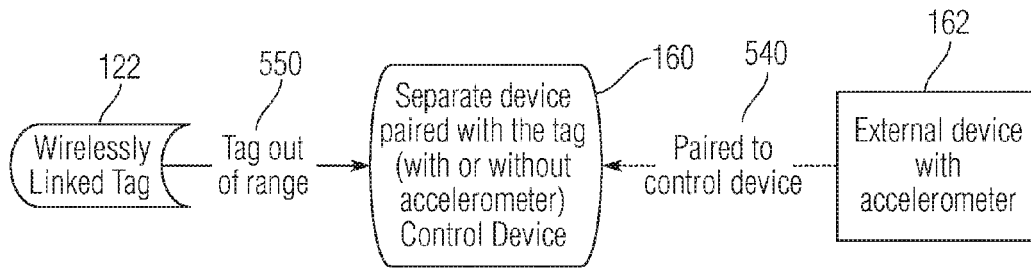 122
Wirelessly
Linked Tag
550
Tag out
of range
160
Separate device
paired with the tag
(with or without
accelerometer)
Control Device
540
Paired to
control device
162
External device
with
accelerometer